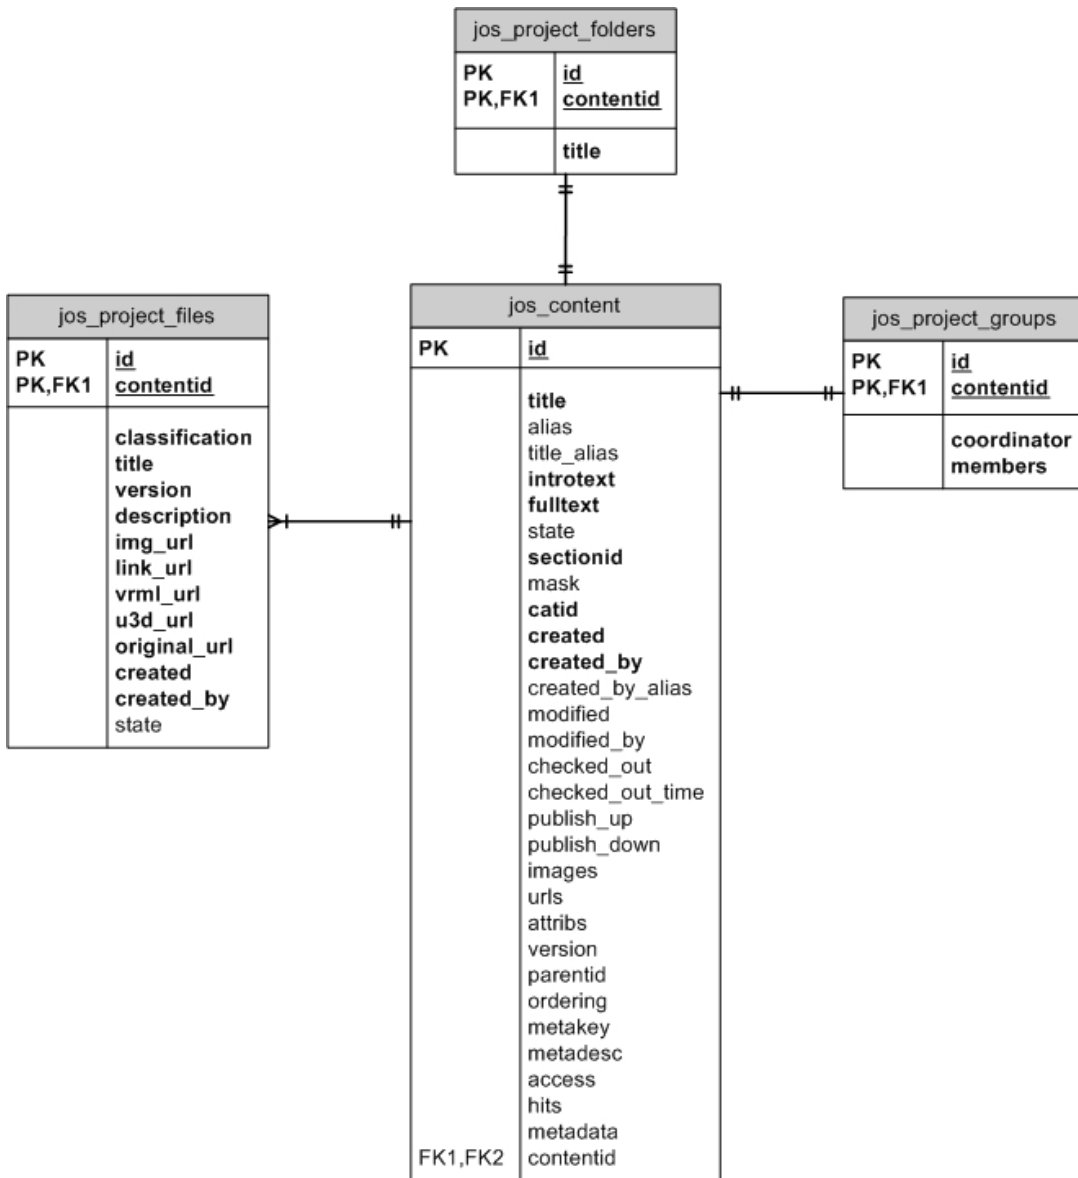 jos_project_folders
PK id
PK,FK1 contentid
title
jos_project_files
PK id
PK,FK1 contentid
classification
title
version
description
img_url
link_url
vrml_url
u3d_url
original_url
created
created_by
state
jos_content
PK id
title
alias
title_alias
introtext
fulltext
state
sectionid
mask
catid
created
created_by
created_by_alias
modified
modified_by
checked_out
checked_out_time
publish_up
publish_down
images
urls
attribs
version
parentid
ordering
metakey
metadesc
access
hits
metadata
FK1,FK2 contentid
jos_project_groups
PK id
PK,FK1 contentid
coordinator
members